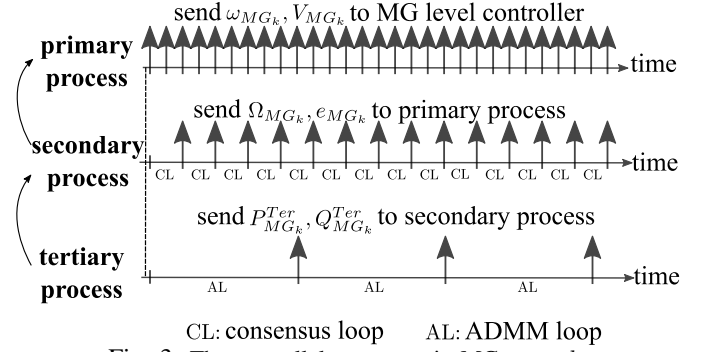 send ω_{MG_k}, V_{MG_k} to MG level controller
primary
process
time
send Ω_{MG_k}, e_{MG_k} to primary process
secondary
process
time
CL CL CL CL CL CL CL CL CL CL CL CL CL CL
send P^{Ter}_{MG_k}, Q^{Ter}_{MG_k} to secondary process
tertiary
process
time
AL AL AL
CL: consensus loop AL: ADMM loop